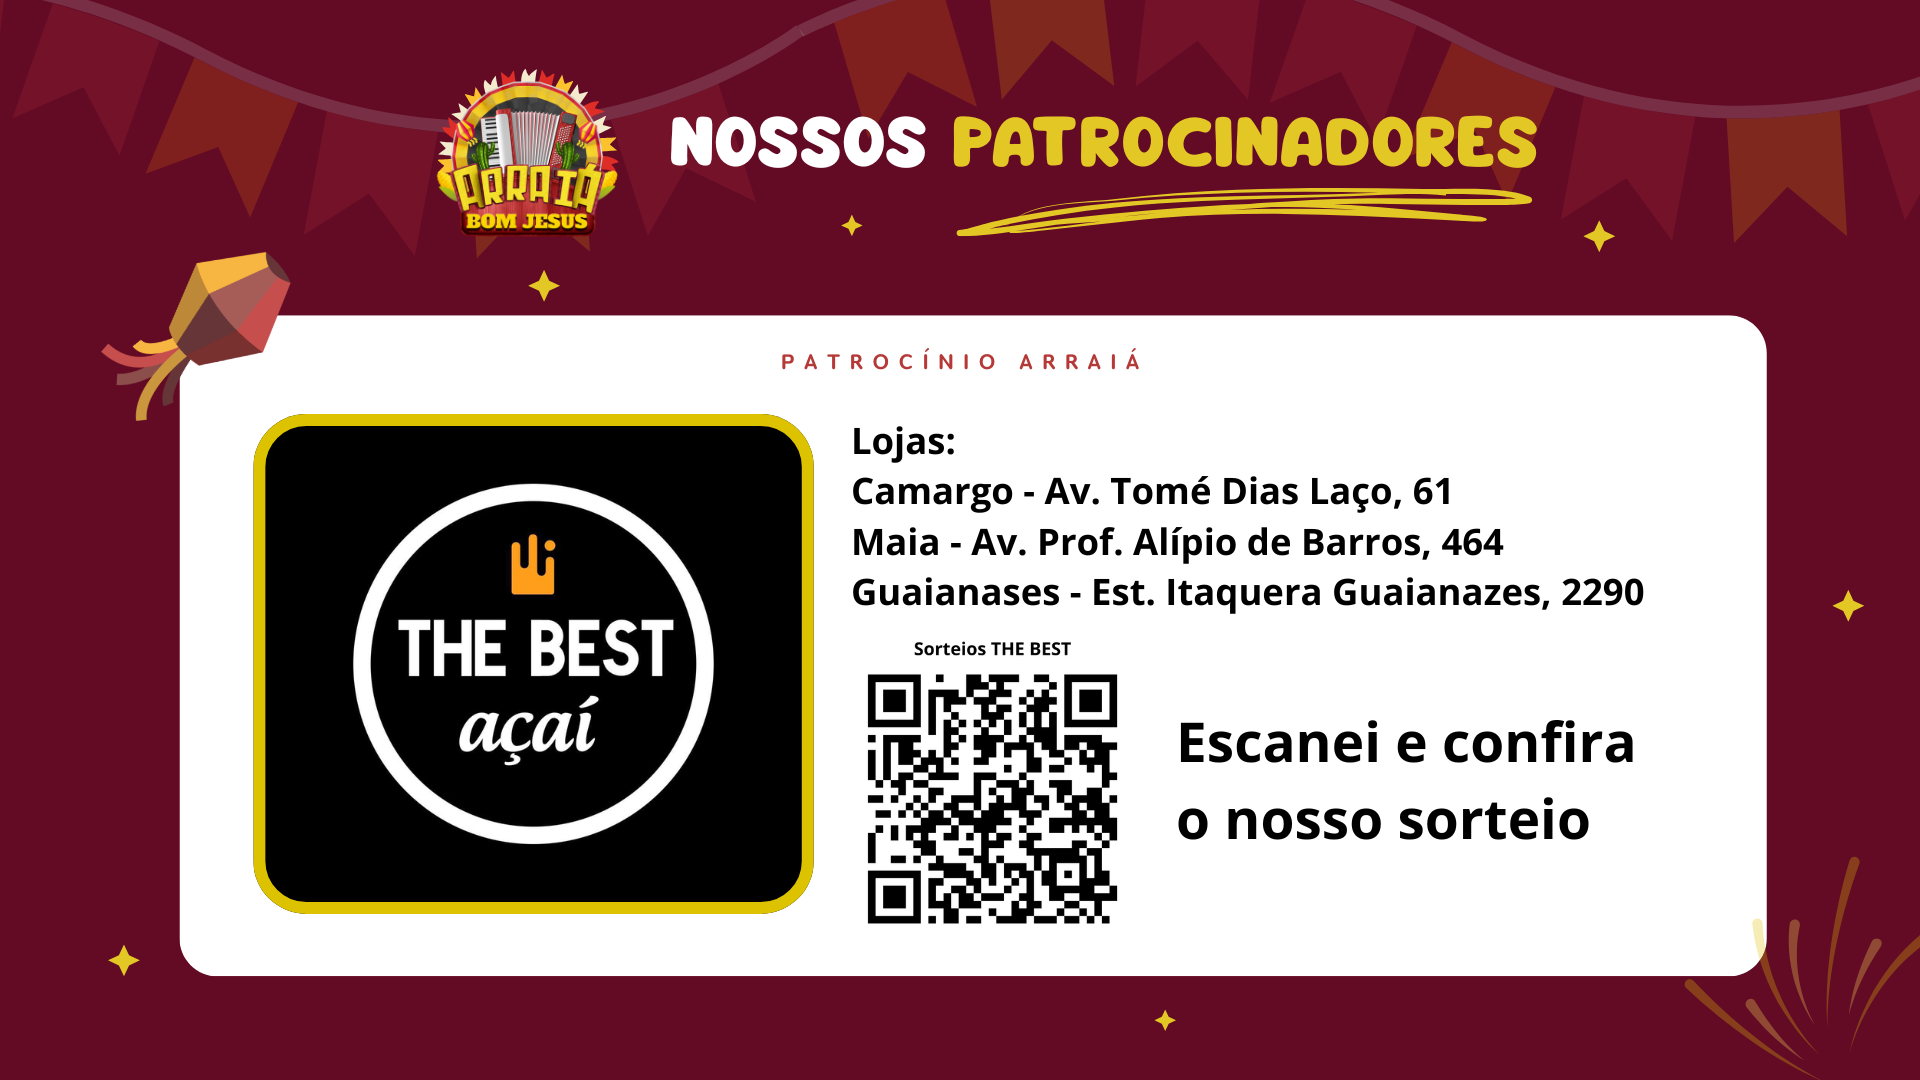 ARRAIÁ
BOM JESUS
NOSSOS PATROCINADORES
PATROCÍNIO ARRAIÁ
THE BEST
açaí
Lojas:
Camargo - Av. Tomé Dias Laço, 61
Maia - Av. Prof. Alípio de Barros, 464
Guaianases - Est. Itaquera Guaianazes, 2290
Sorteios THE BEST
Escanei e confira
o nosso sorteio